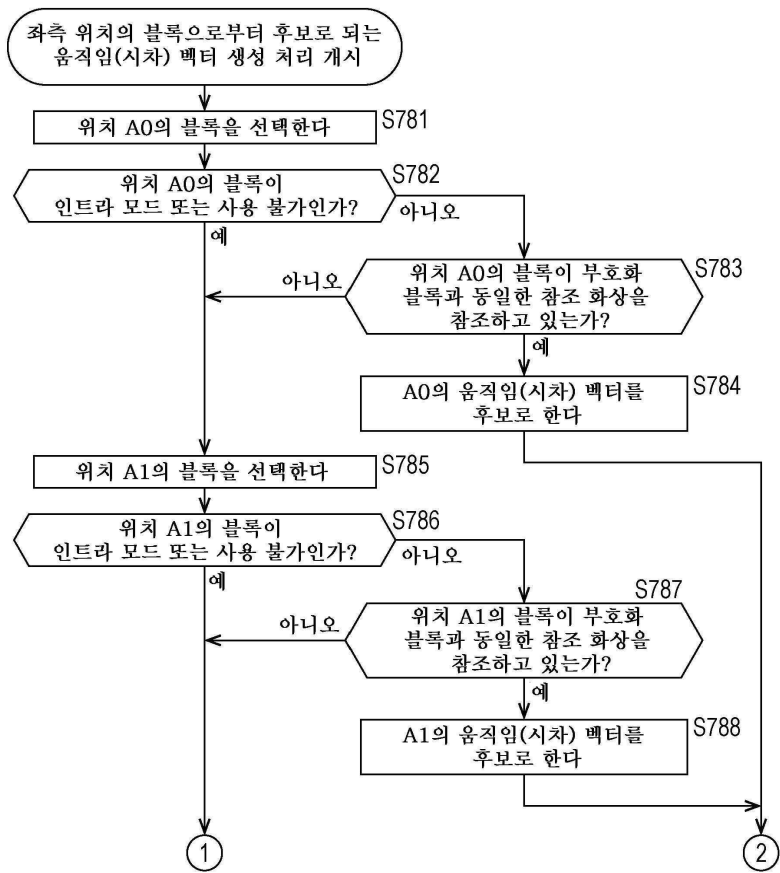 좌측 위치의 블록으로부터 후보로 되는
움직임(시차) 벡터 생성 처리 개시
위치 A0의 블록을 선택한다
S781
위치 A0의 블록이
인트라 모드 또는 사용 불가인가?
S782
아니오
예
위치 A0의 블록이 부호화
블록과 동일한 참조 화상을
참조하고 있는가?
S783
아니오
예
A0의 움직임(시차) 벡터를
후보로 한다
S784
위치 A1의 블록을 선택한다
S785
위치 A1의 블록이
인트라 모드 또는 사용 불가인가?
S786
아니오
예
S787
위치 A1의 블록이 부호화
블록과 동일한 참조 화상을
참조하고 있는가?
아니오
예
A1의 움직임(시차) 벡터를
후보로 한다
S788
1
2